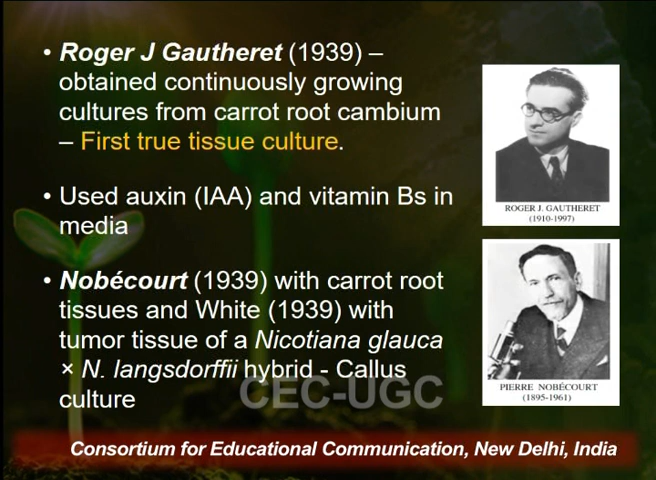 • Roger J Gautheret (1939) –
obtained continuously growing
cultures from carrot root cambium
– First true tissue culture.
• Used auxin (IAA) and vitamin Bs in
media
• Nobécourt (1939) with carrot root
tissues and White (1939) with
tumor tissue of a Nicotiana glauca
× N. langsdorffii hybrid - Callus
culture
ROGER J. GAUTHERET
(1910-1997)
PIERRE NOBÉCOURT
(1895-1961)
CEC-UGC
Consortium for Educational Communication, New Delhi, India